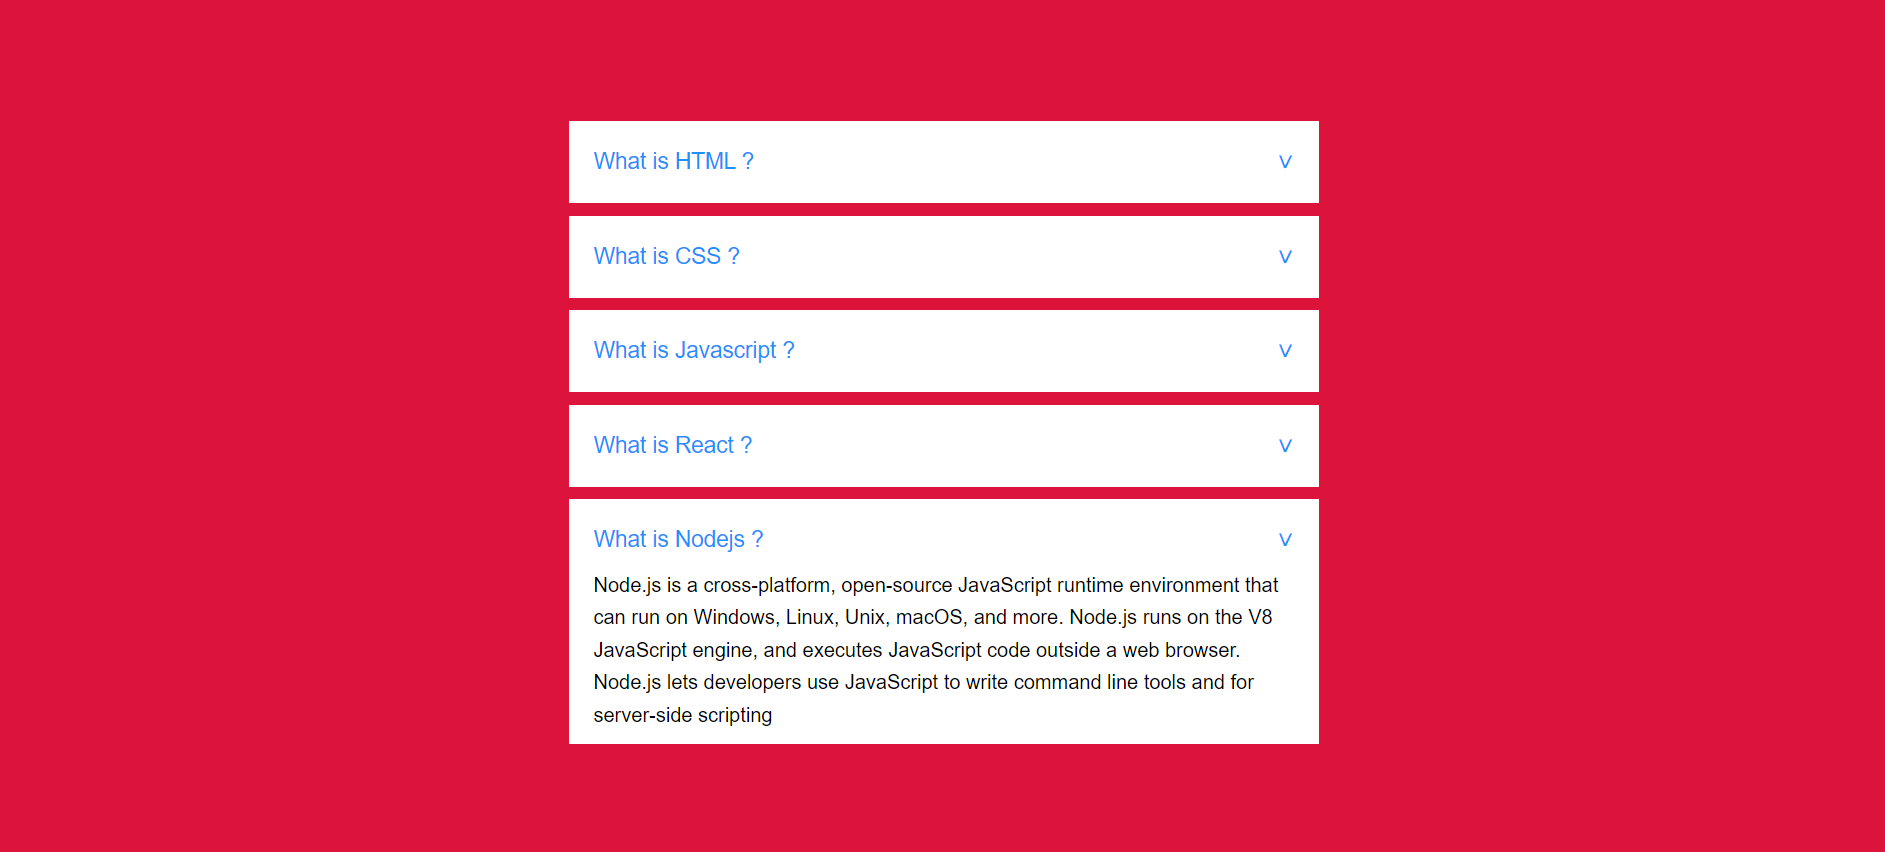 What is HTML ? V
What is CSS ? V
What is Javascript ? V
What is React ? V
What is Nodejs ? V
Node.js is a cross-platform, open-source JavaScript runtime environment that
can run on Windows, Linux, Unix, macOS, and more. Node.js runs on the V8
JavaScript engine, and executes JavaScript code outside a web browser.
Node.js lets developers use JavaScript to write command line tools and for
server-side scripting